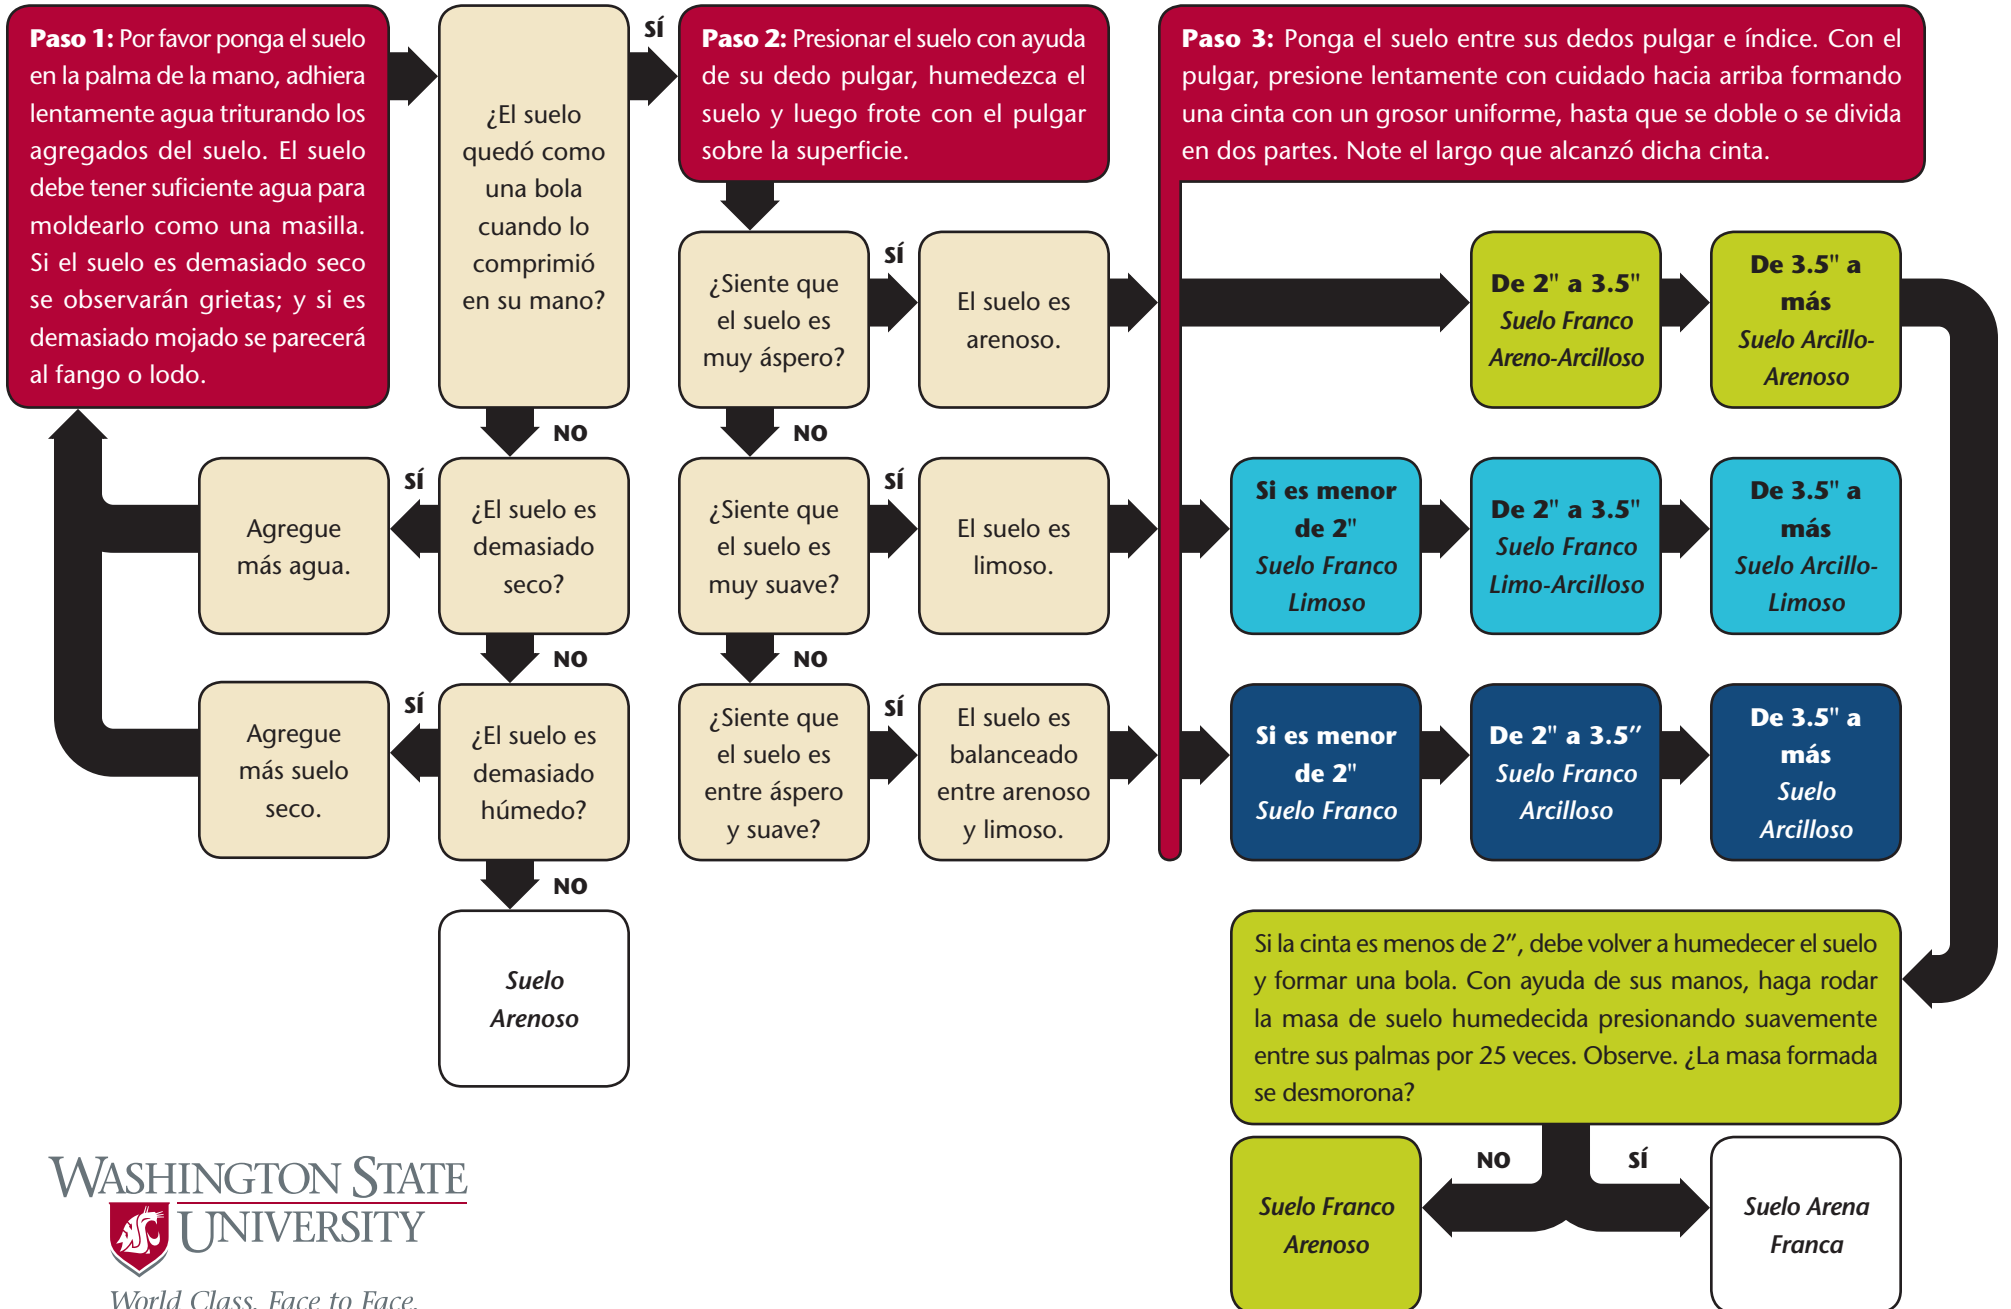 Paso 1: Por favor ponga el suelo
en la palma de la mano, adhiera
lentamente agua triturando los
agregados del suelo. El suelo
debe tener suficiente agua para
moldearlo como una masilla.
Si el suelo es demasiado seco
se observarán grietas; y si es
demasiado mojado se parecerá
al fango o lodo.
¿El suelo
quedó como
una bola
cuando lo
comprimió
en su mano?
SÍ
NO
Paso 2: Presionar el suelo con ayuda
de su dedo pulgar, humedezca el
suelo y luego frote con el pulgar
sobre la superficie.
Paso 3: Ponga el suelo entre sus dedos pulgar e índice. Con el
pulgar, presione lentamente con cuidado hacia arriba formando
una cinta con un grosor uniforme, hasta que se doble o se divida
en dos partes. Note el largo que alcanzó dicha cinta.
¿Siente que
el suelo es
muy áspero?
SÍ
NO
El suelo es
arenoso.
De 2" a 3.5"
Suelo Franco
Areno-Arcilloso
De 3.5" a
más
Suelo Arcillo-
Arenoso
Agregue
más agua.
SÍ
¿El suelo es
demasiado
seco?
NO
¿Siente que
el suelo es
muy suave?
SÍ
NO
El suelo es
limoso.
Si es menor
de 2"
Suelo Franco
Limoso
De 2" a 3.5"
Suelo Franco
Limo-Arcilloso
De 3.5" a
más
Suelo Arcillo-
Limoso
Agregue
más suelo
seco.
SÍ
¿El suelo es
demasiado
húmedo?
NO
¿Siente que
el suelo es
entre áspero
y suave?
SÍ
El suelo es
balanceado
entre arenoso
y limoso.
Si es menor
de 2"
Suelo Franco
De 2" a 3.5”
Suelo Franco
Arcilloso
De 3.5" a
más
Suelo
Arcilloso
Suelo
Arenoso
Si la cinta es menos de 2”, debe volver a humedecer el suelo
y formar una bola. Con ayuda de sus manos, haga rodar
la masa de suelo humedecida presionando suavemente
entre sus palmas por 25 veces. Observe. ¿La masa formada
se desmorona?
NO
SÍ
Suelo Franco
Arenoso
Suelo Arena
Franca
WASHINGTON STATE
UNIVERSITY
World Class. Face to Face.